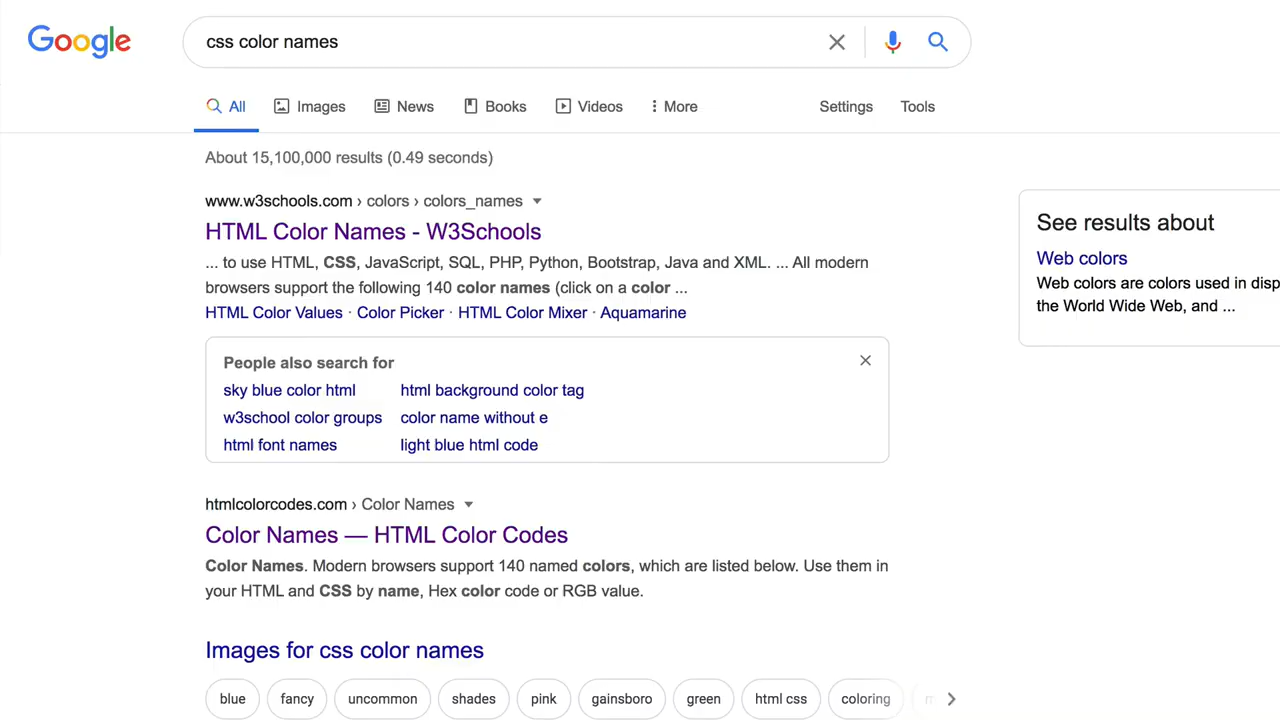 Google
css color names
All Images News Books Videos More Settings Tools
About 15,100,000 results (0.49 seconds)
www.w3schools.com › colors › colors_names
HTML Color Names - W3Schools
... to use HTML, CSS, JavaScript, SQL, PHP, Python, Bootstrap, Java and XML. ... All modern
browsers support the following 140 color names (click on a color ...
HTML Color Values · Color Picker · HTML Color Mixer · Aquamarine
People also search for
sky blue color html html background color tag
w3school color groups color name without e
html font names light blue html code
htmlcolorcodes.com › Color Names
Color Names — HTML Color Codes
Color Names. Modern browsers support 140 named colors, which are listed below. Use them in
your HTML and CSS by name, Hex color code or RGB value.
Images for css color names
blue fancy uncommon shades pink gainsboro green html css coloring
See results about
Web colors
Web colors are colors used in disp
the World Wide Web, and ...